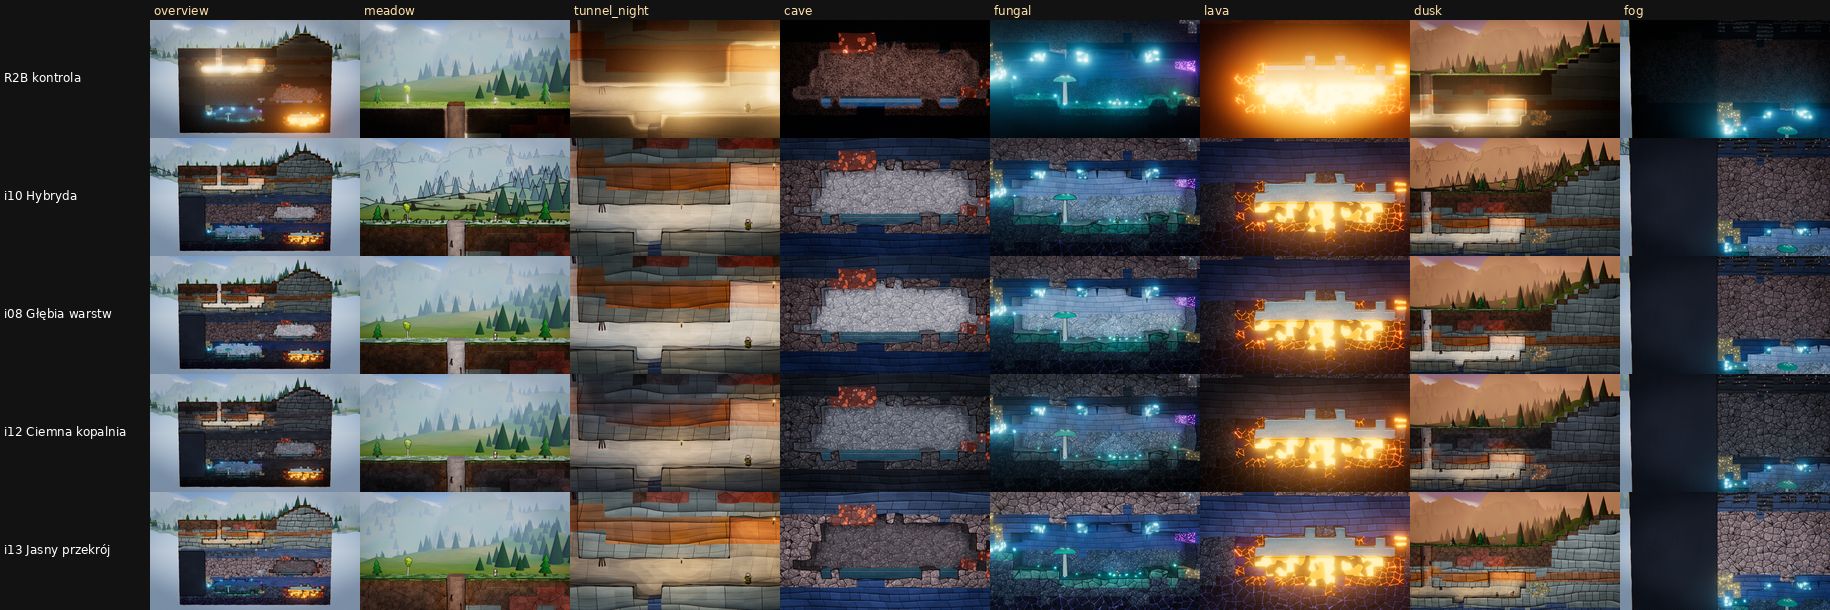 overview meadow tunnel_night cave fungal lava dusk fog
R2B kontrola
i10 Hybryda
i08 Głębia warstw
i12 Ciemna kopalnia
i13 Jasny przekrój